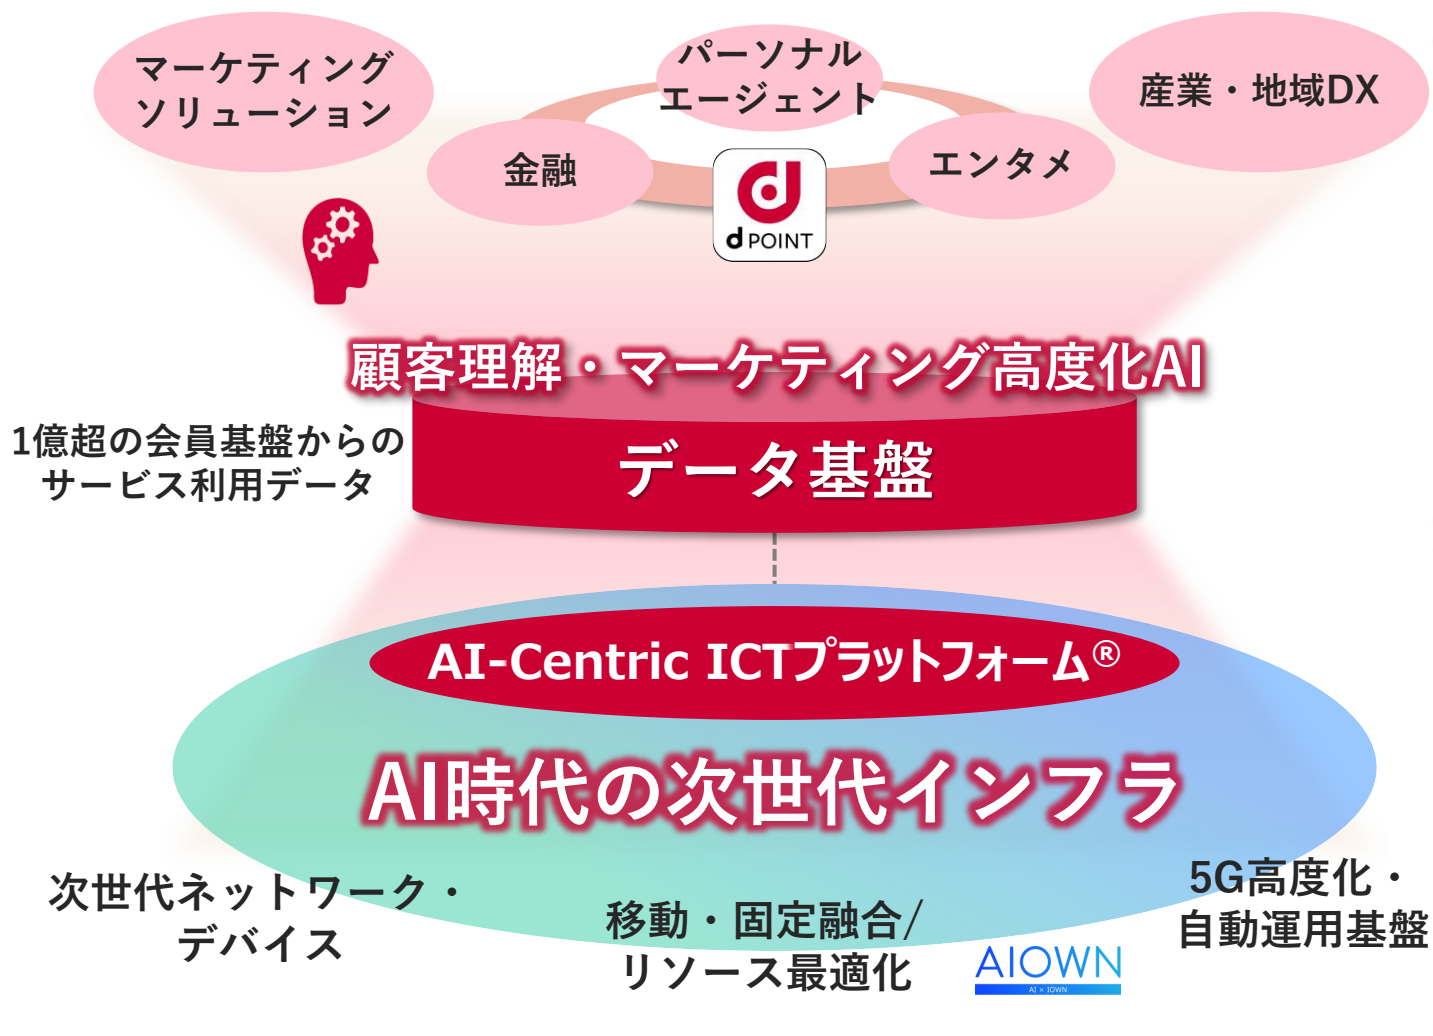 マーケティング
ソリューション
パーソナル
エージェント
産業・地域DX
金融
エンタメ
d POINT
顧客理解・マーケティング高度化AI
1億超の会員基盤からの
サービス利用データ
データ基盤
AI-Centric ICTプラットフォーム®
AI時代の次世代インフラ
次世代ネットワーク・
デバイス
移動・固定融合/
リソース最適化
5G高度化・
自動運用基盤
AIOWN
AI × IOWN